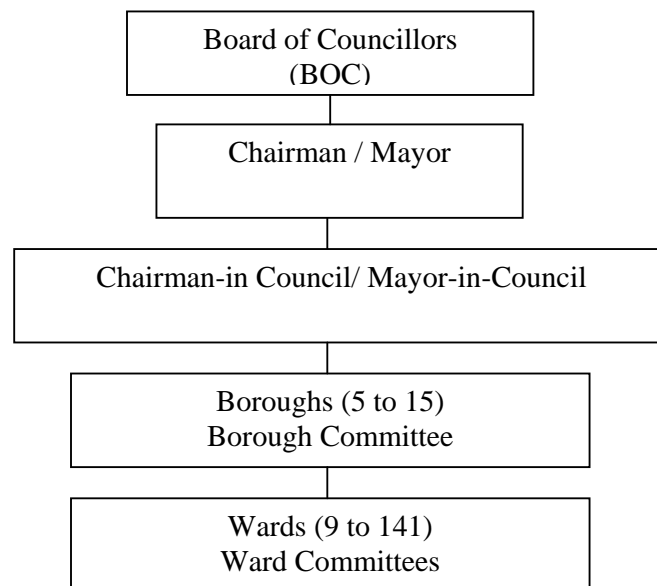 Board of Councillors
(BOC)
Chairman / Mayor
Chairman-in Council/ Mayor-in-Council
Boroughs (5 to 15)
Borough Committee
Wards (9 to 141)
Ward Committees